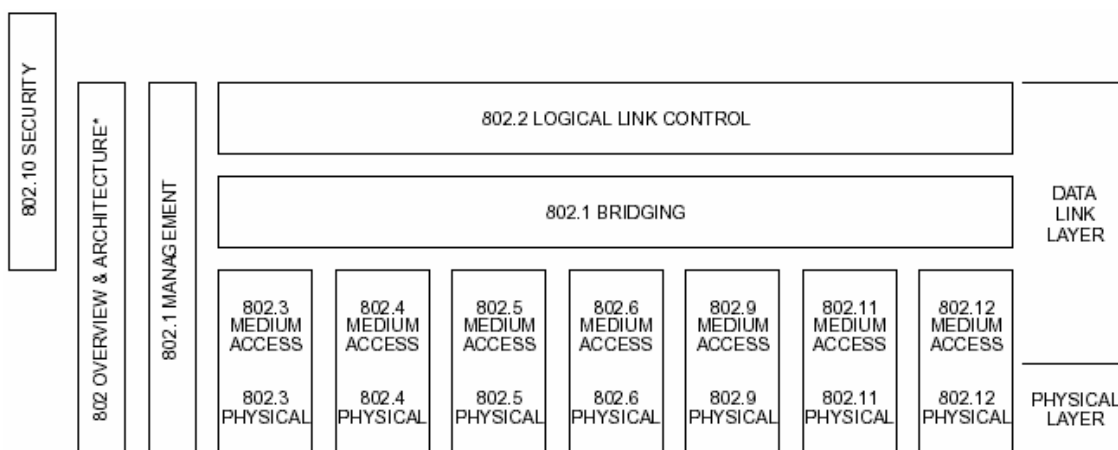 802.10 SECURITY
802 OVERVIEW & ARCHITECTURE*
802.1 MANAGEMENT
802.2 LOGICAL LINK CONTROL
802.1 BRIDGING
DATA
LINK
LAYER
802.3
MEDIUM
ACCESS
802.3
PHYSICAL
802.4
MEDIUM
ACCESS
802.4
PHYSICAL
802.5
MEDIUM
ACCESS
802.5
PHYSICAL
802.6
MEDIUM
ACCESS
802.6
PHYSICAL
802.9
MEDIUM
ACCESS
802.9
PHYSICAL
802.11
MEDIUM
ACCESS
802.11
PHYSICAL
802.12
MEDIUM
ACCESS
802.12
PHYSICAL
PHYSICAL
LAYER